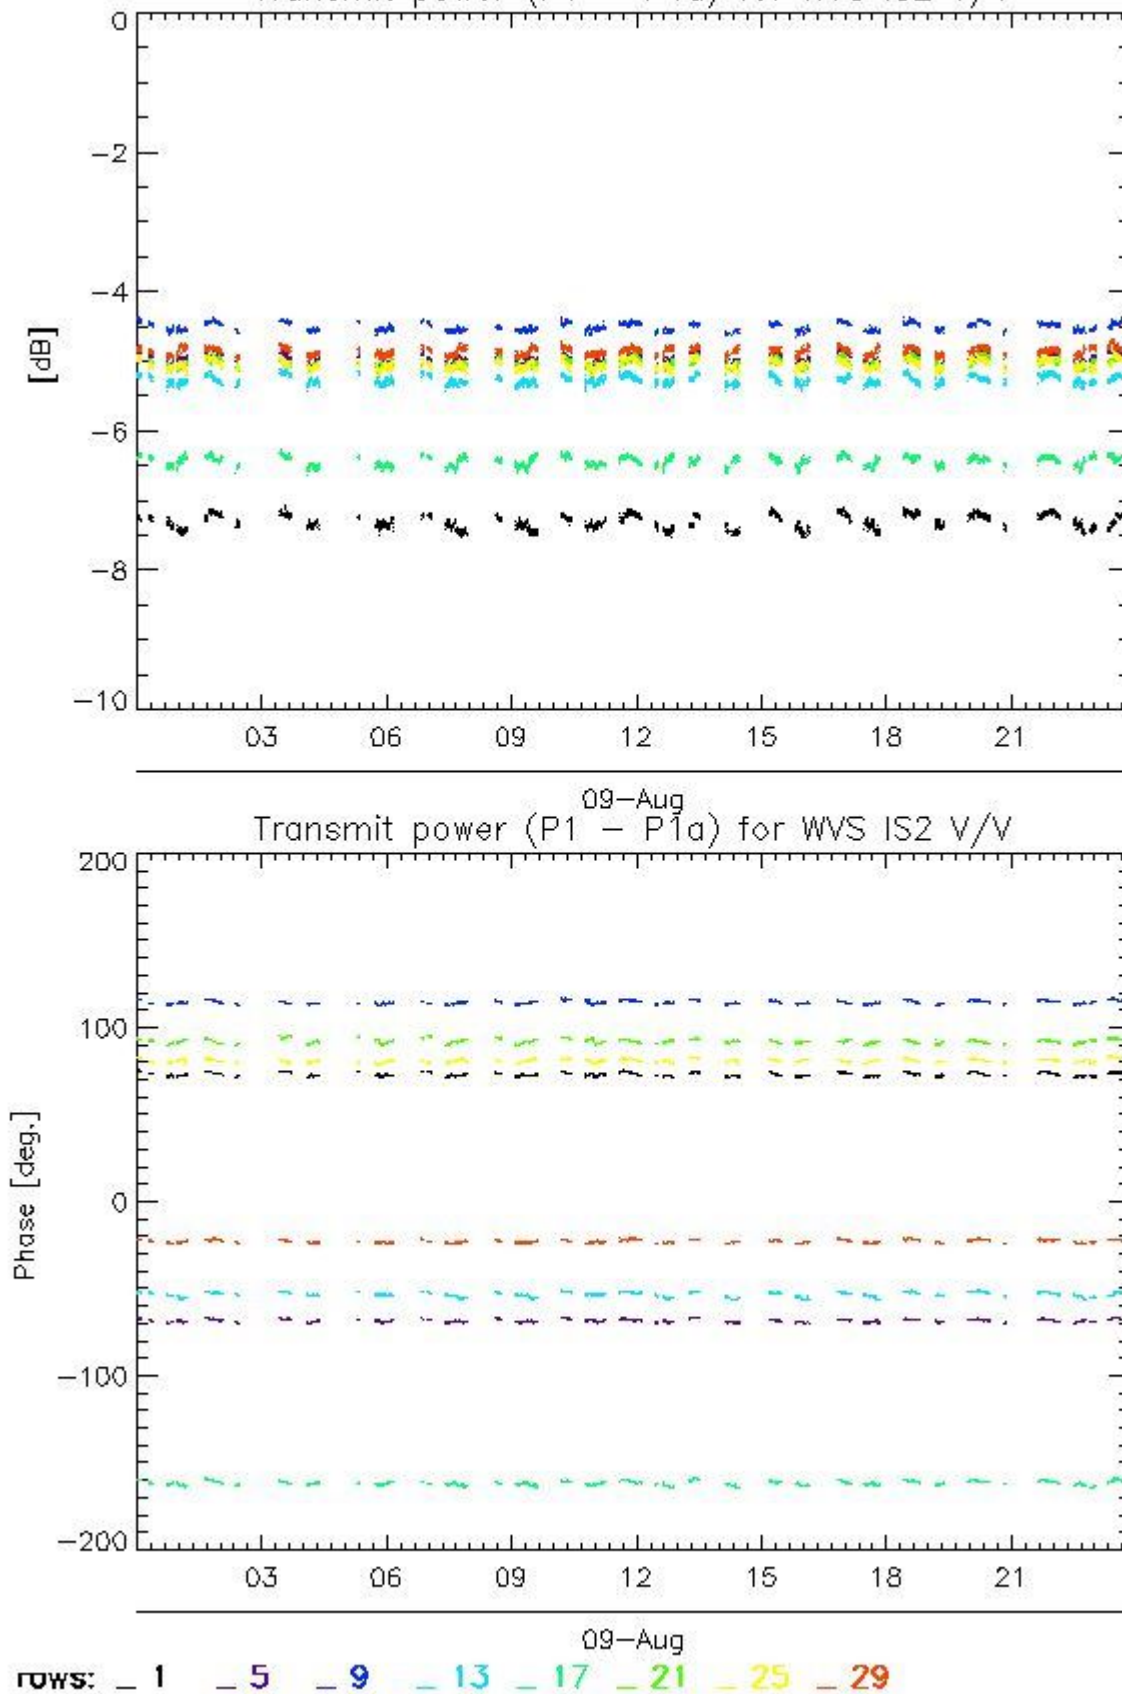 0
−2
−4
[dB]
−6
−8
−10
03 06 09 12 15 18 21
09−Aug
Transmit power (P1 − P1a) for WVS IS2 V/V
200
100
0
Phase [deg.]
−100
−200
03 06 09 12 15 18 21
09−Aug
rows: _ 1 _ 5 _ 9 _ 13 _ 17 _ 21 _ 25 _ 29